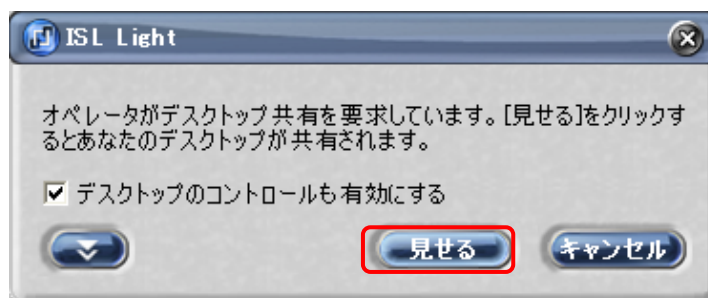 ISL Light
オペレータがデスクトップ共有を要求しています。[見せる]をクリックす
るとあなたのデスクトップが共有されます。
デスクトップのコントロールも有効にする
見せる
キャンセル